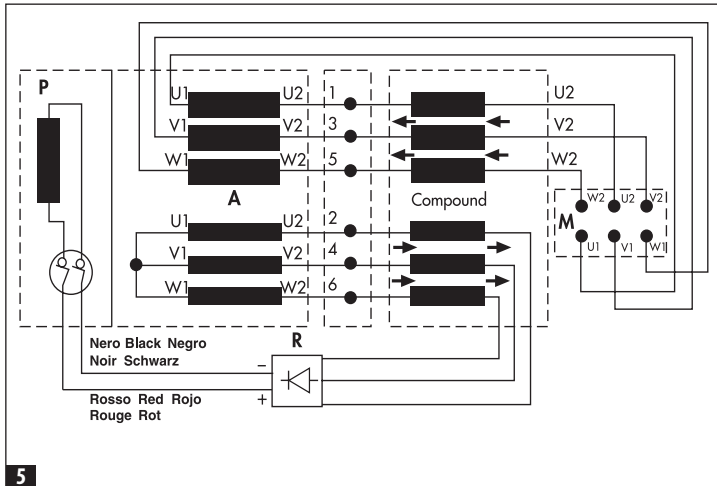 P
U1 U2 1 U2
V1 V2 3 V2
W1 W2 5 W2
A
Compound
W2 U2 V2
M
U1 V1 W1
U1 U2 2
V1 V2 4
W1 W2 6
R
Nero Black Negro
Noir Schwarz
–
+
Rosso Red Rojo
Rouge Rot
5